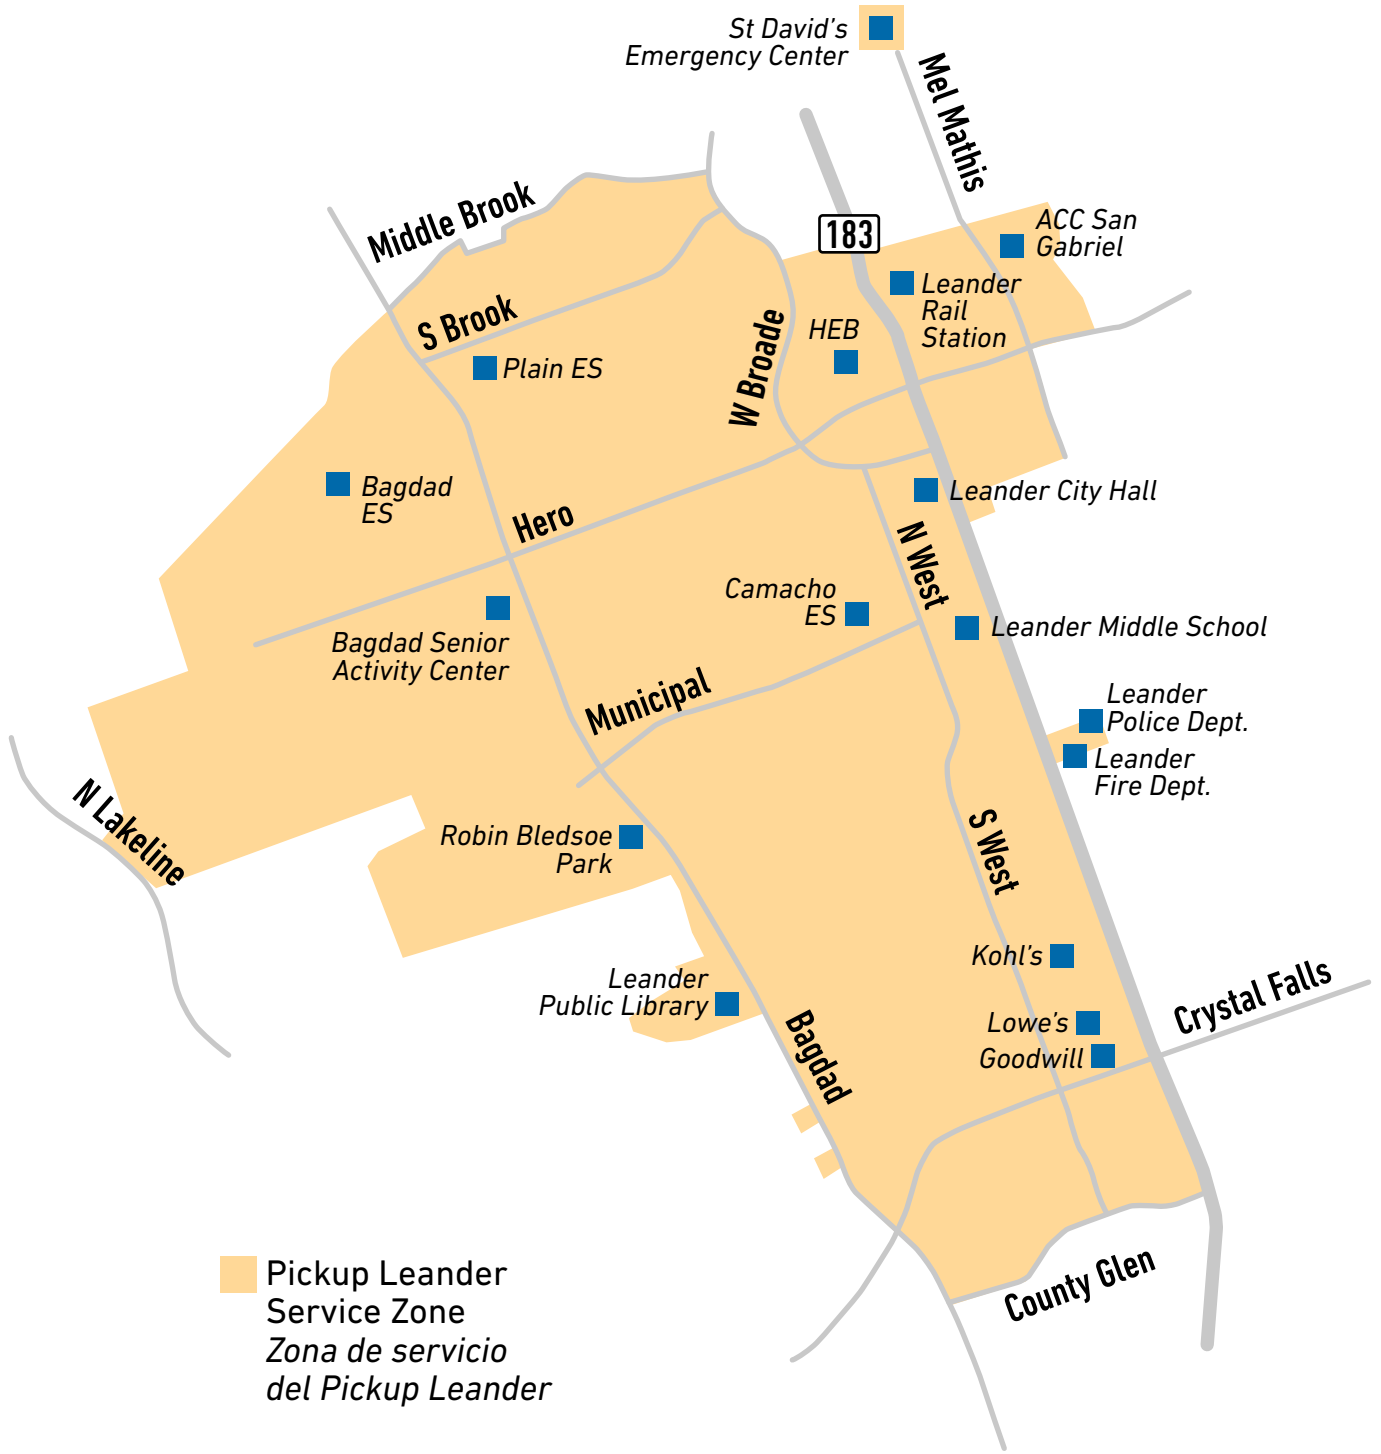 St David's
Emergency Center
Mel Mathis
Middle Brook
183
ACC San
Gabriel
Leander
Rail
Station
S Brook
HEB
W Broade
Plain ES
Bagdad
ES
Leander City Hall
Hero
N West
Camacho
ES
Leander Middle School
Bagdad Senior
Activity Center
Municipal
Leander
Police Dept.
Leander
Fire Dept.
N Lakeline
Robin Bledsoe
Park
S West
Kohl's
Leander
Public Library
Crystal Falls
Lowe's
Goodwill
Bagdad
County Glen
Pickup Leander
Service Zone
Zona de servicio
del Pickup Leander